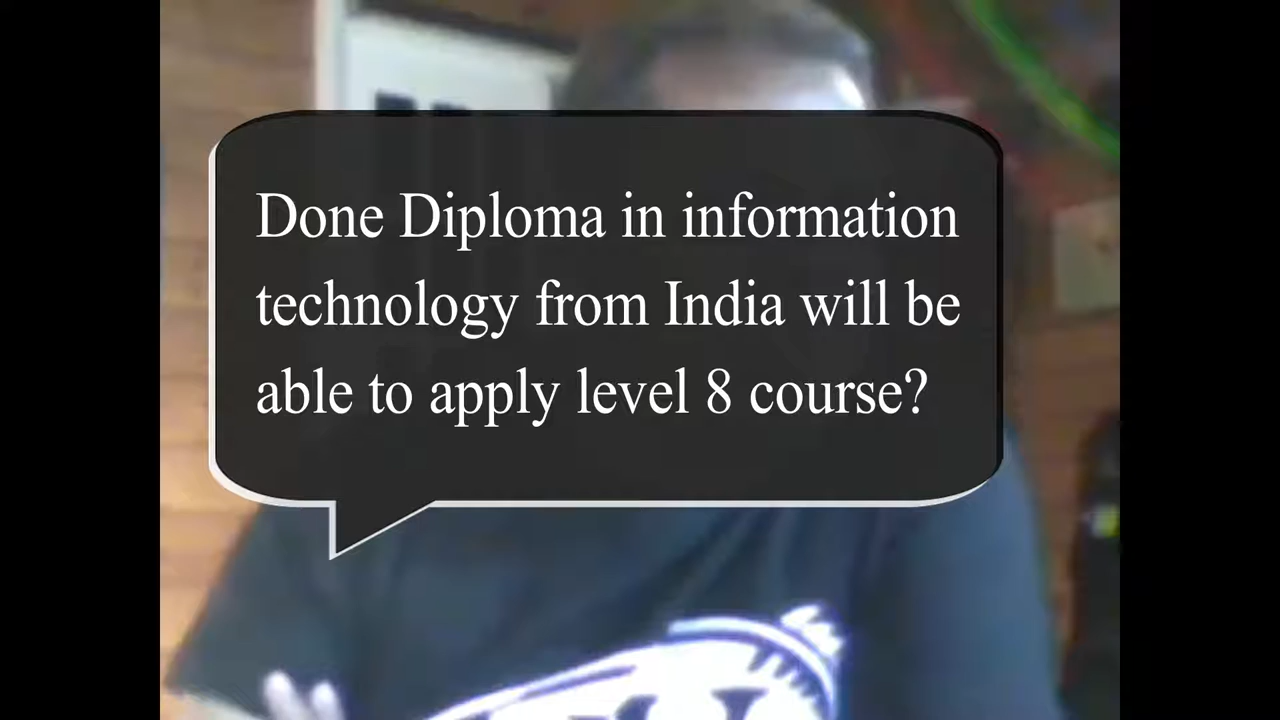 Done Diploma in information
technology from India will be
able to apply level 8 course?